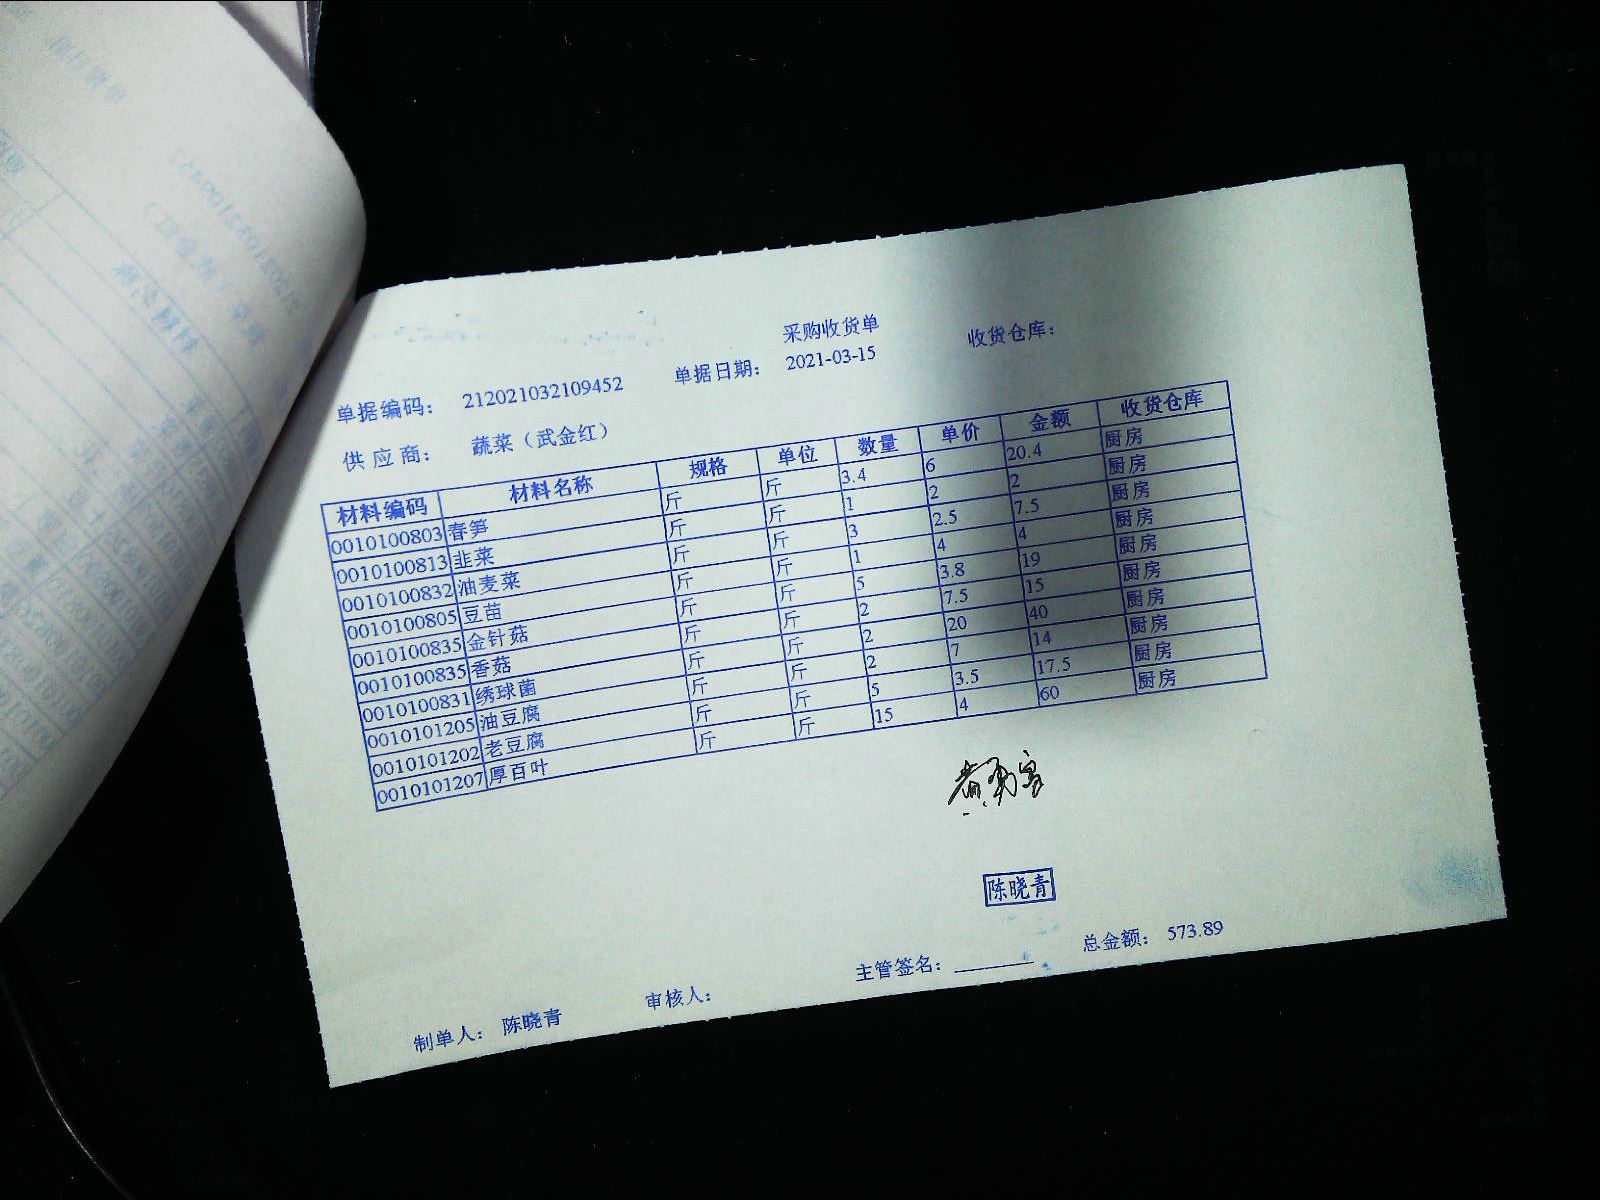 采购收货单
单据编码： 212021032109452 单据日期： 2021-03-15 收货仓库：
供应商： 蔬菜（武金红）
材料编码 材料名称 规格 单位 数量 单价 金额 收货仓库
0010100803 春笋 斤 斤 3.4 6 20.4 厨房
0010100813 韭菜 斤 斤 1 2 2 厨房
0010100832 油麦菜 斤 斤 3 2.5 7.5 厨房
0010100805 豆苗 斤 斤 1 4 4 厨房
0010100835 金针菇 斤 斤 5 3.8 19 厨房
0010100835 香菇 斤 斤 2 7.5 15 厨房
0010100831 绣球菌 斤 斤 2 20 40 厨房
0010101205 油豆腐 斤 斤 2 7 14 厨房
0010101202 老豆腐 斤 斤 5 3.5 17.5 厨房
0010101207 厚百叶 斤 斤 15 4 60 厨房
陈晓青
制单人： 陈晓青 审核人： 主管签名： 总金额： 573.89